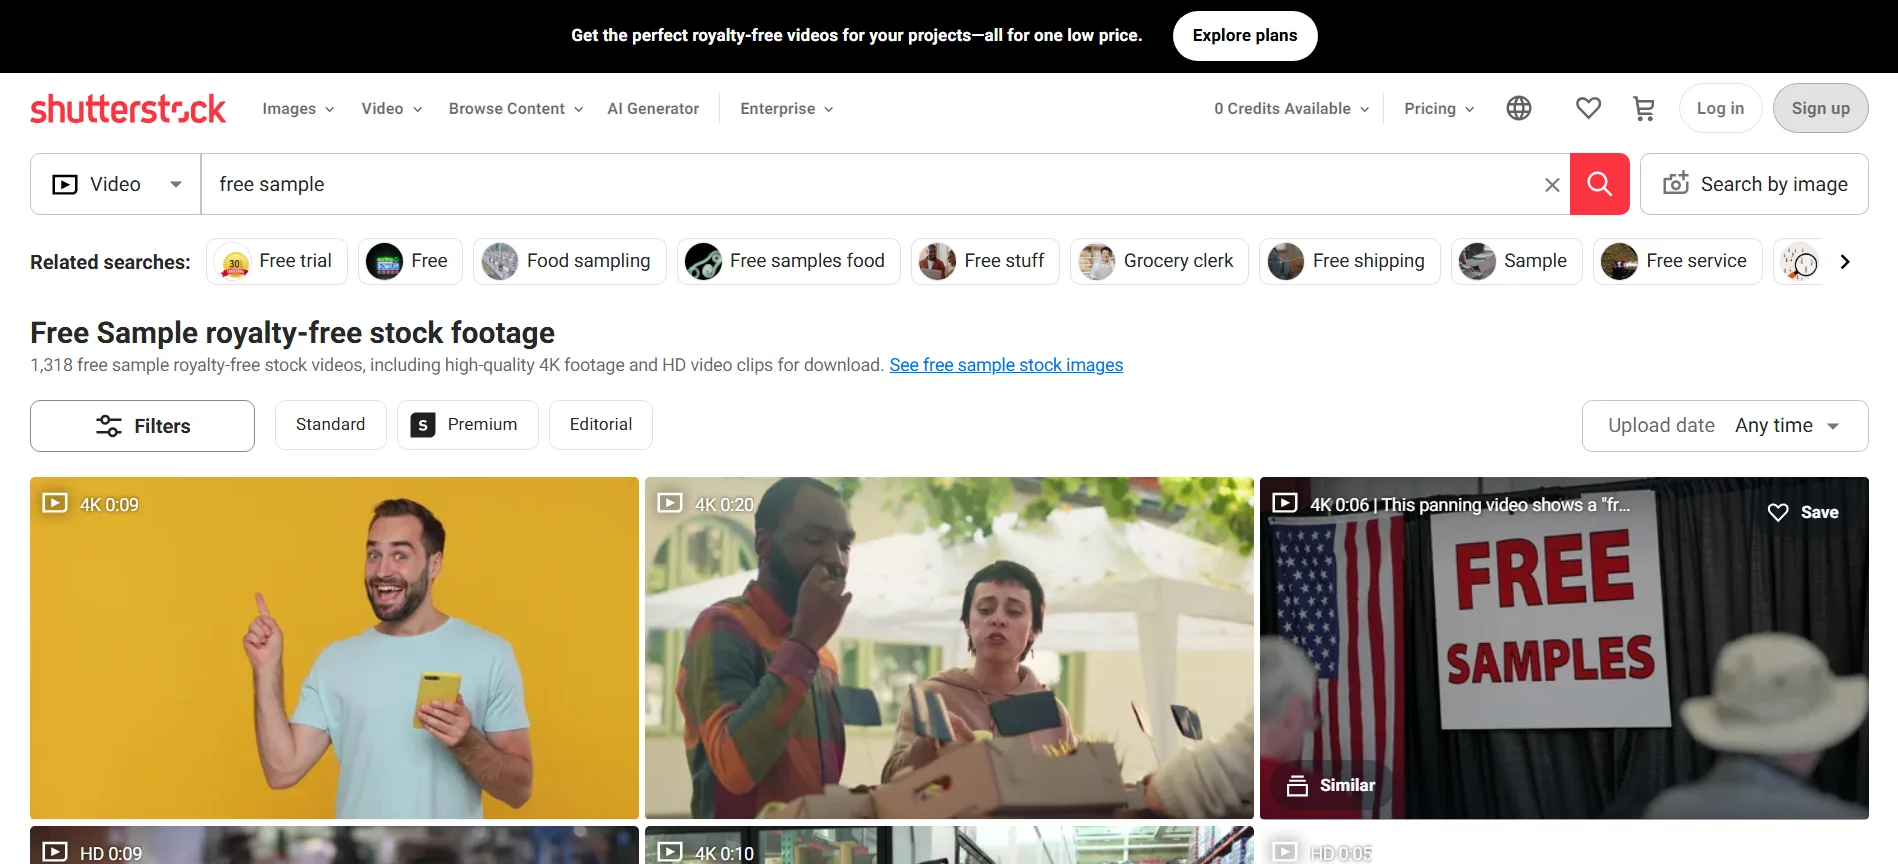 Get the perfect royalty-free videos for your projects—all for one low price. Explore plans
shutterstock Images Video Browse Content AI Generator Enterprise 0 Credits Available Pricing Log in Sign up
Video free sample Search by image
Related searches: 30 Free trial Free Food sampling Free samples food Free stuff Grocery clerk Free shipping Sample Free service
Free Sample royalty-free stock footage
1,318 free sample royalty-free stock videos, including high-quality 4K footage and HD video clips for download. See free sample stock images
Filters Standard S Premium Editorial Upload date Any time
4K 0:09
4K 0:20
4K 0:06 | This panning video shows a "fr... Save
FREE
SAMPLES
Similar
HD 0:09
4K 0:10
HD 0:05